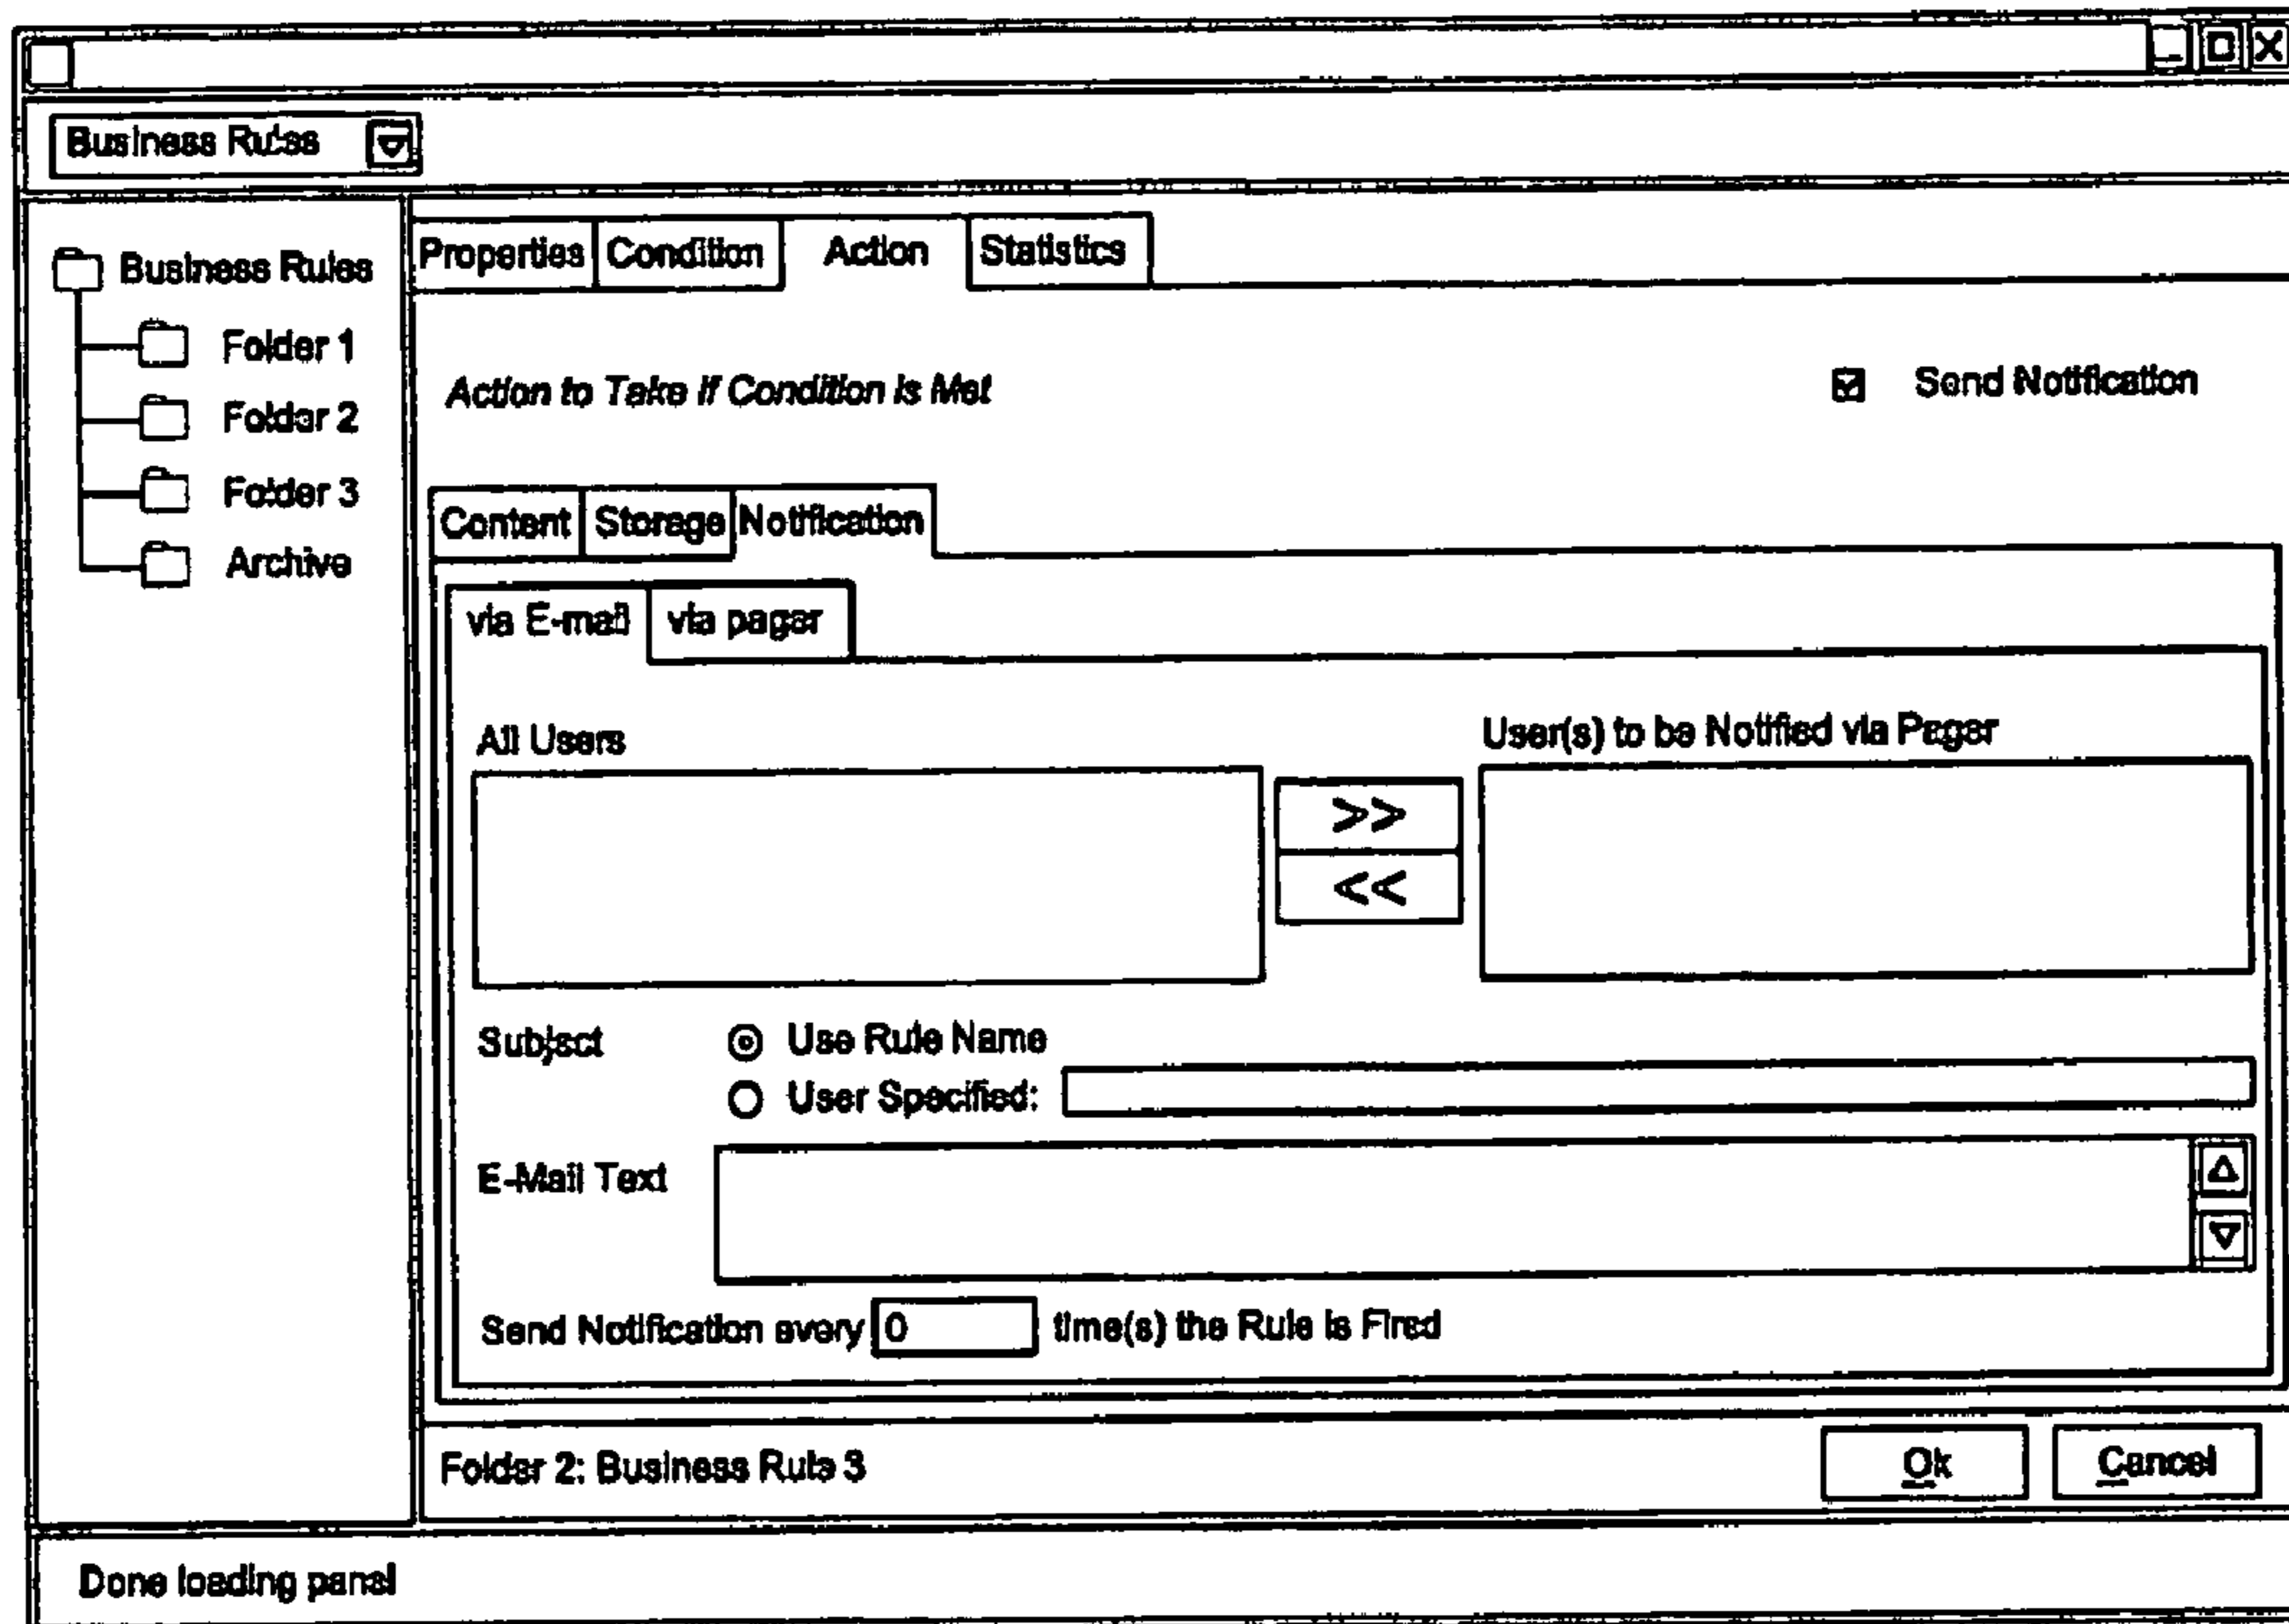 Business Rules
Business Rules
Folder 1
Folder 2
Folder 3
Archive
Properties Condition Action Statistics
Action to Take if Condition is Met
Send Notification
Content Storage Notification
via E-mail via pager
All Users
User(s) to be Notified via Pager
>>
<<
Subject
Use Rule Name
User Specified:
E-Mail Text
Send Notification every 0 time(s) the Rule is Fired
Folder 2: Business Rule 3
Ok Cancel
Done loading panel